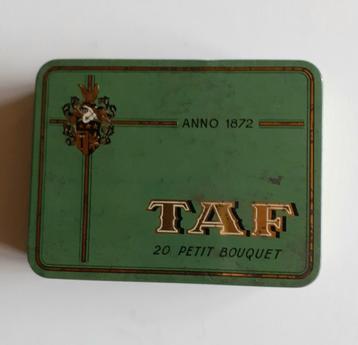 ANNO 1872
TAF
20 PETIT BOUQUET